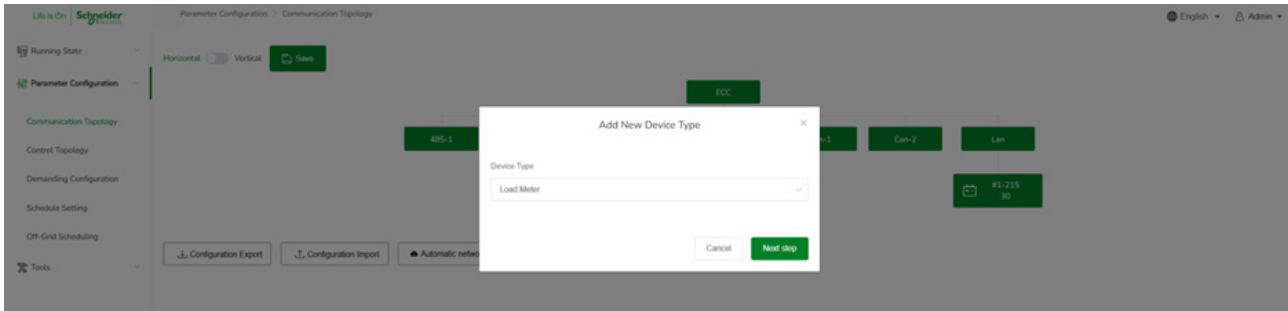 Life Is On Schneider Electric
Parameter Configuration > Communication Topology
English
Admin
Running State
Parameter Configuration
Communication Topology
Control Topology
Demanding Configuration
Schedule Setting
Off-Grid Scheduling
Tools
Horizontal Vertical Save
ECC
485-1
Can-2
Lan
#1-215
30
Configuration Export
Configuration Import
Automatic netwo
Add New Device Type
Device Type
Load Meter
Cancel
Next step